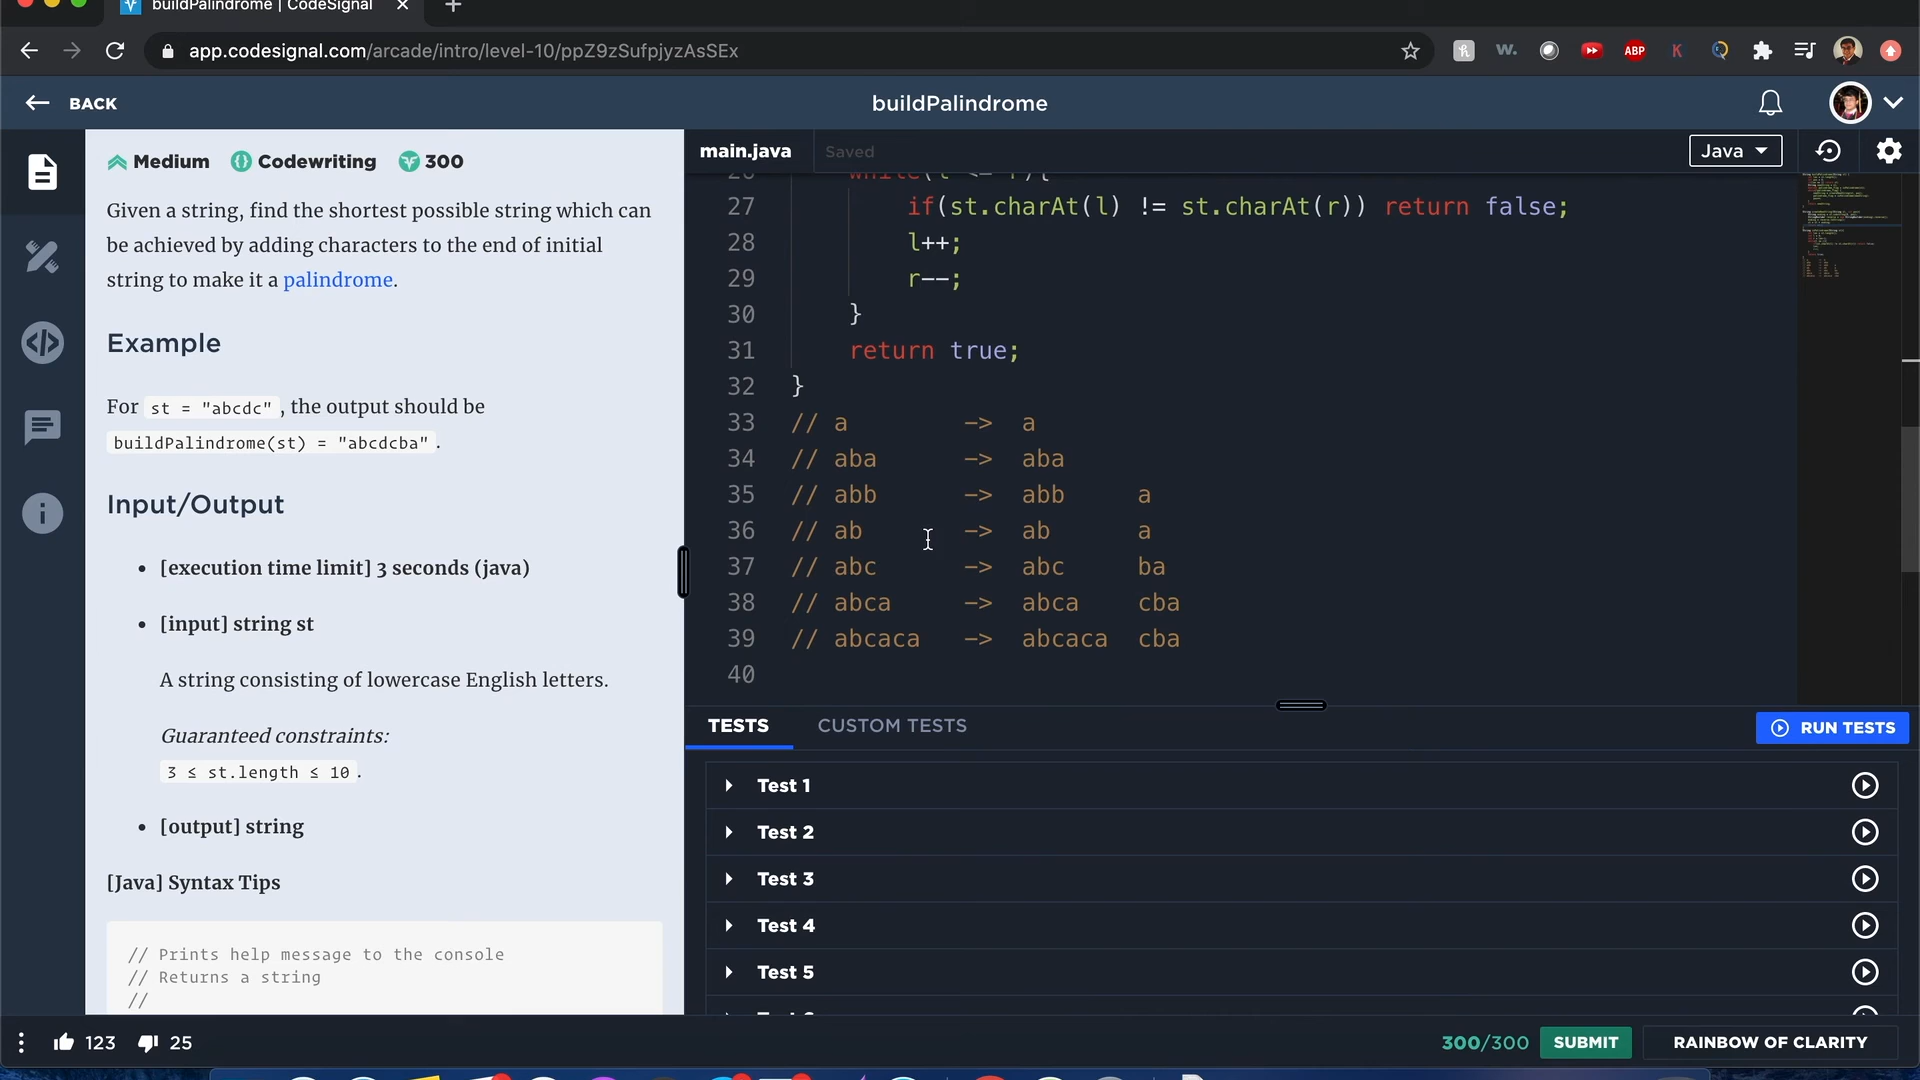 buildPalindrome | CodeSignal
app.codesignal.com/arcade/intro/level-10/ppZ9zSufpjyzAsSEx
W.
ABP
K
BACK
buildPalindrome
Medium Codewriting 300
Given a string, find the shortest possible string which can
be achieved by adding characters to the end of initial
string to make it a palindrome.
Example
For st = "abcdc" , the output should be
buildPalindrome(st) = "abcdcba" .
Input/Output
• [execution time limit] 3 seconds (java)
• [input] string st
A string consisting of lowercase English letters.
Guaranteed constraints:
3 ≤ st.length ≤ 10 .
• [output] string
[Java] Syntax Tips
// Prints help message to the console
// Returns a string
//
123 25
main.java Saved
Java
26 while(l <= r){
27 if(st.charAt(l) != st.charAt(r)) return false;
28 l++;
29 r--;
30 }
31 return true;
32 }
33 // a -> a
34 // aba -> aba
35 // abb -> abb a
36 // ab -> ab a
37 // abc -> abc ba
38 // abca -> abca cba
39 // abcaca -> abcaca cba
40
TESTS CUSTOM TESTS
RUN TESTS
Test 1
Test 2
Test 3
Test 4
Test 5
300/300 SUBMIT RAINBOW OF CLARITY